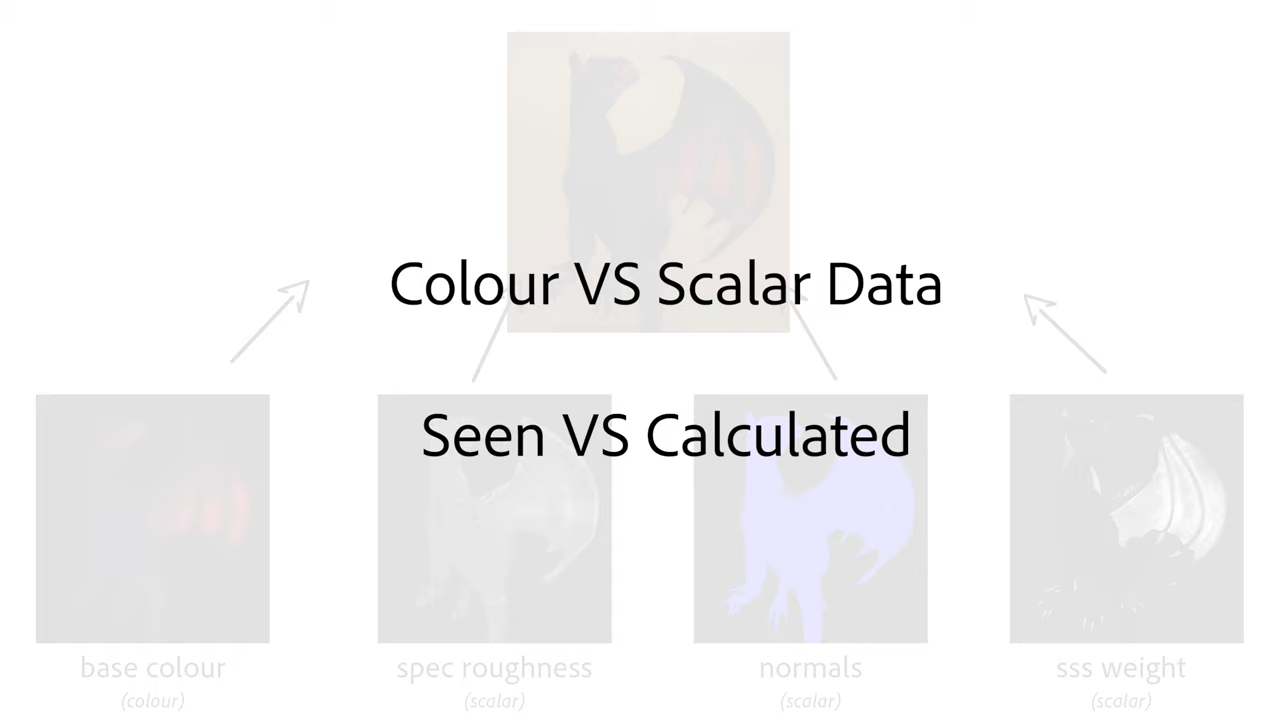 Colour VS Scalar Data
Seen VS Calculated
base colour
(colour)
spec roughness
(scalar)
normals
(scalar)
sss weight
(scalar)